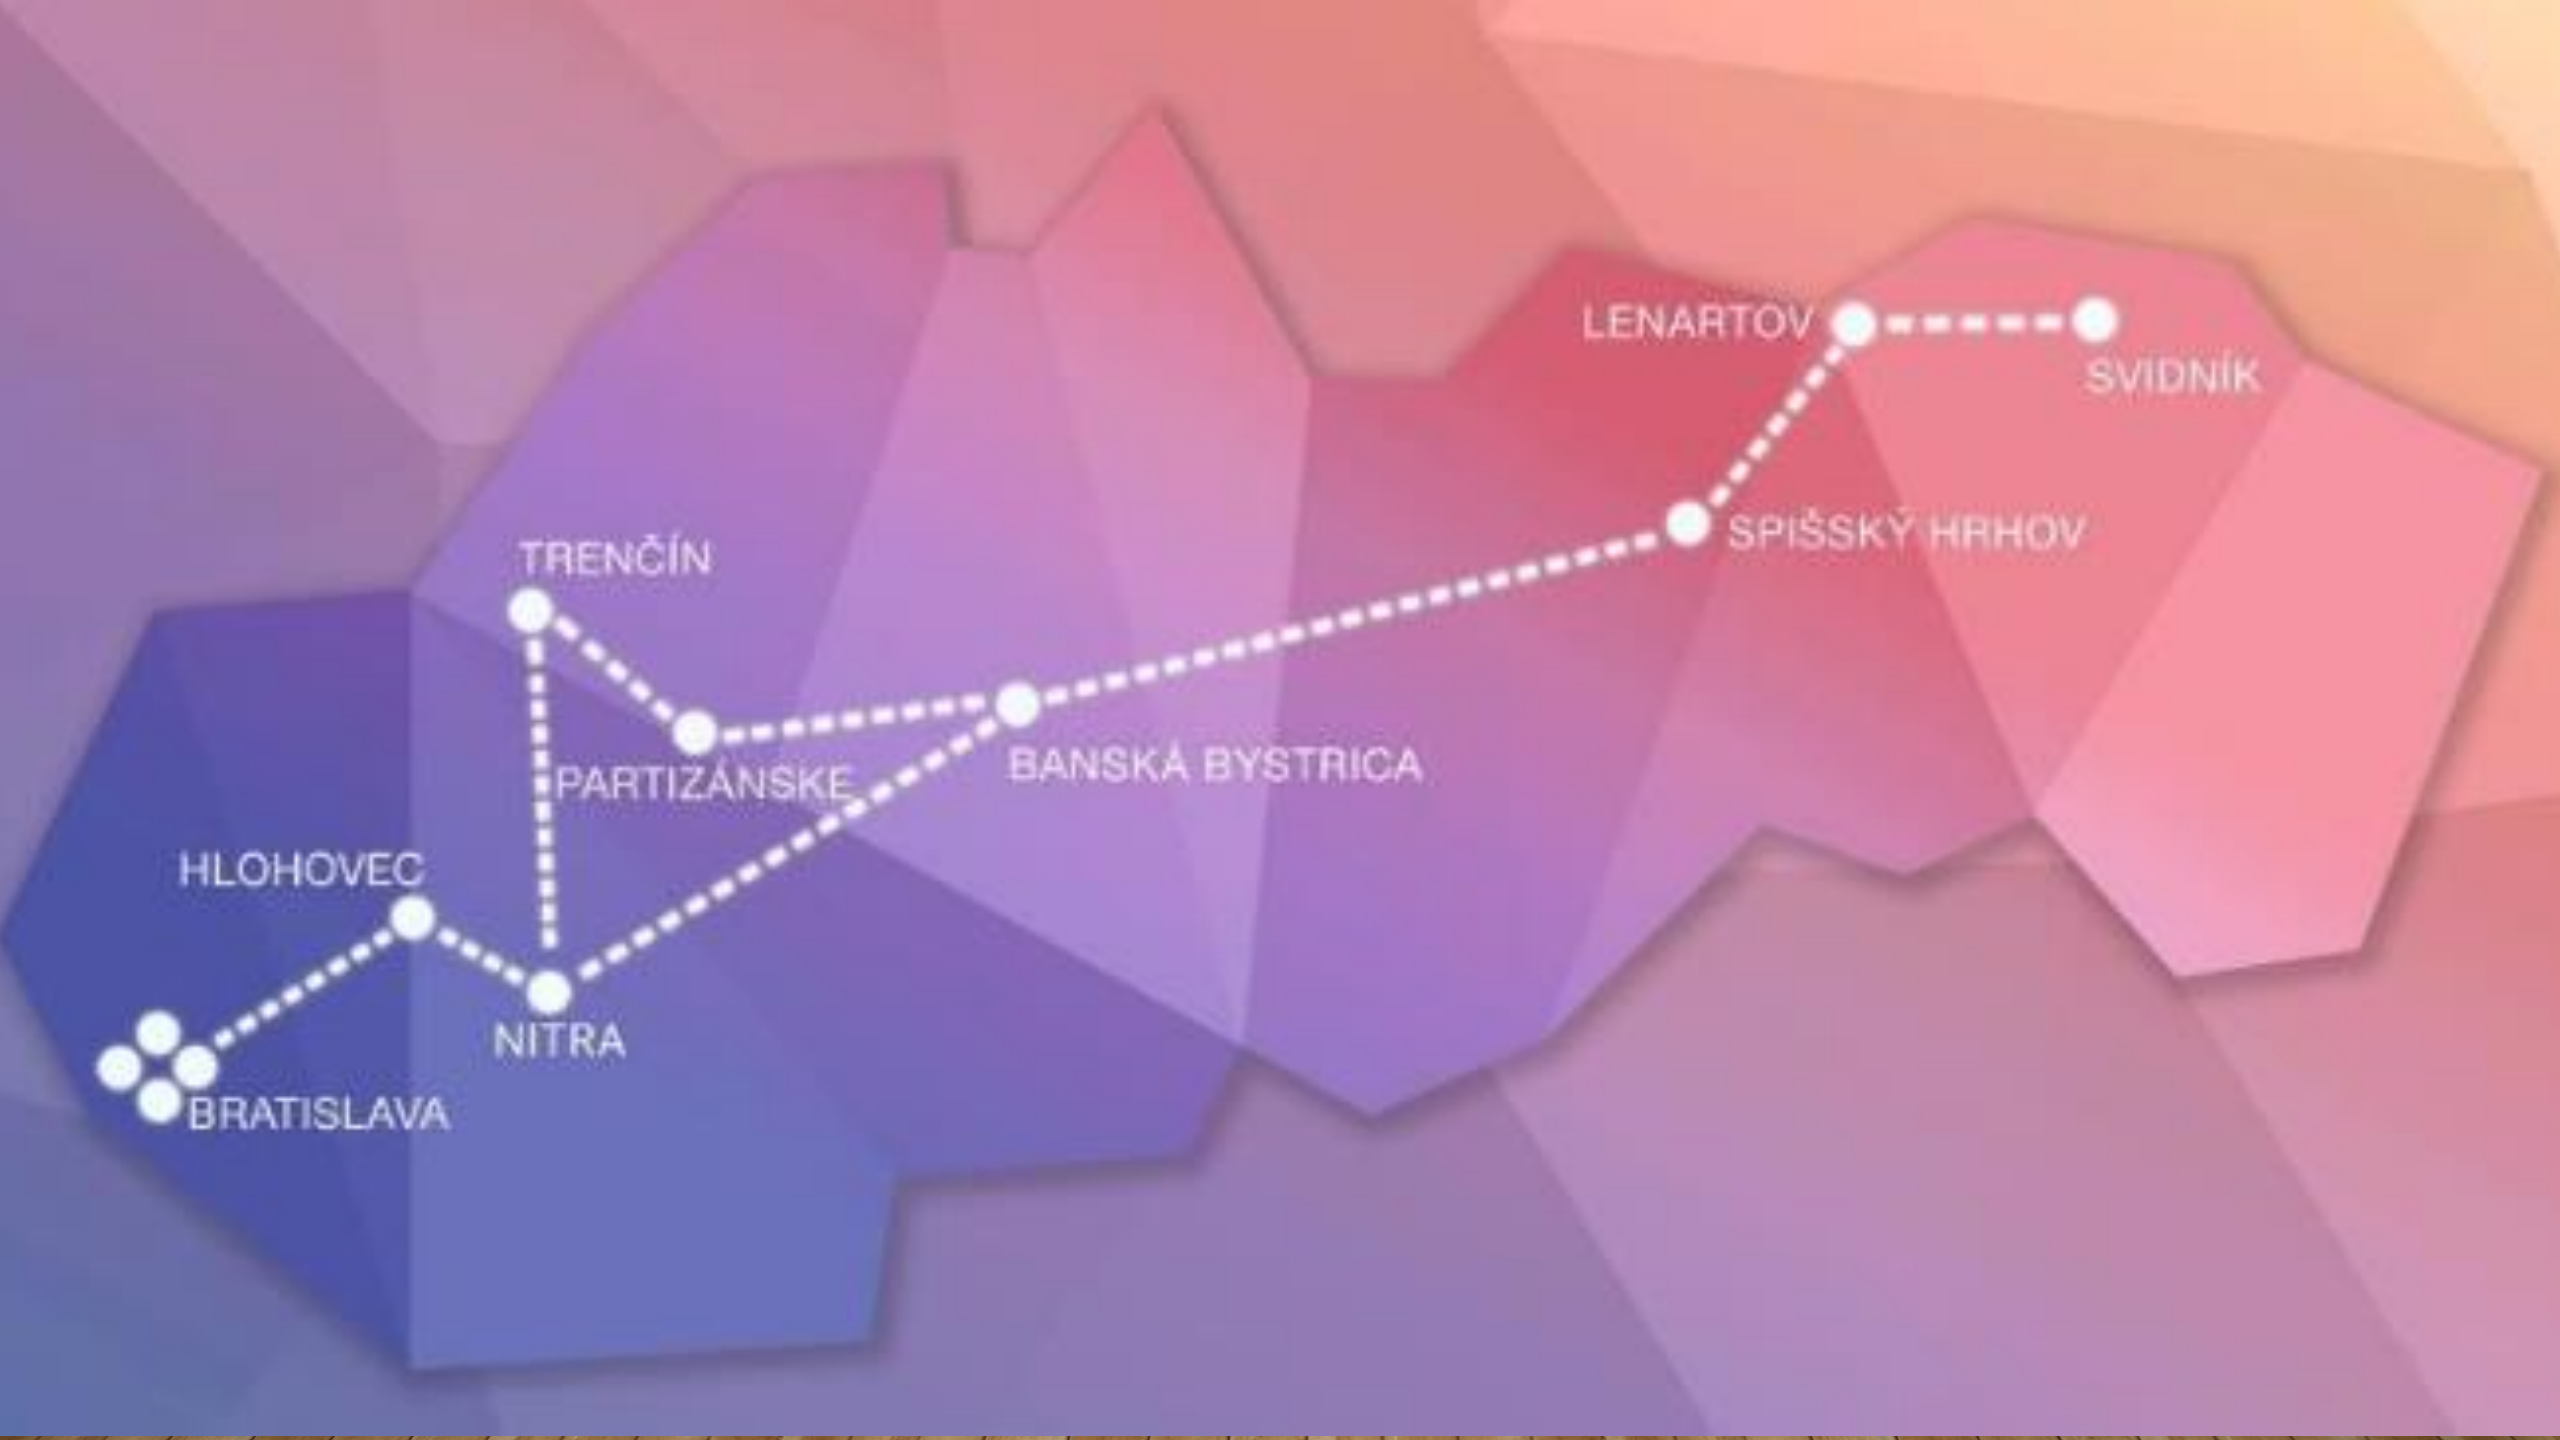 LENARTOV
SVIDNÍK
SPIŠSKÝ HRHOV
TRENČÍN
PARTIZÁNSKE
BANSKÁ BYSTRICA
HLOHOVEC
NITRA
BRATISLAVA